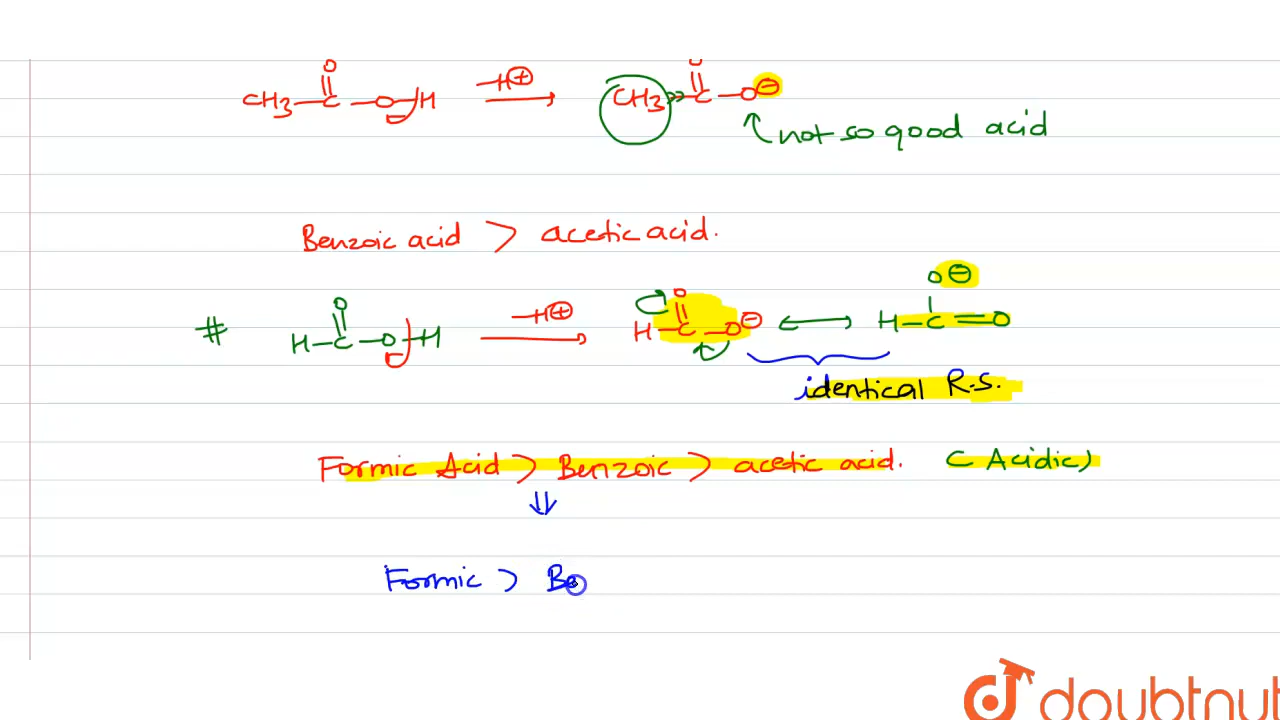 O O
CH3 — C — O — H —H⊕ CH3 — C — O⊖
not so good acid
Benzoic acid > acetic acid.
O O O⊖
# H — C — O — H —H⊕ H — C — O⊖ ⟷ H — C = O
identical R.S.
Formic Acid > Benzoic > acetic acid. (Acidic)
⇓
Formic > Be
doubtnut